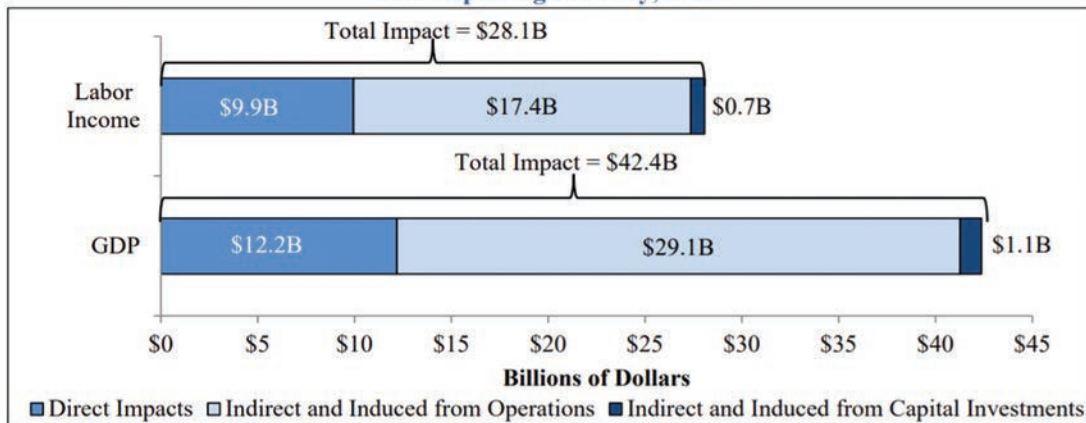 Total Impact = $28.1B
Labor
Income
$9.9B
$17.4B
$0.7B
Total Impact = $42.4B
GDP
$12.2B
$29.1B
$1.1B
$0 $5 $10 $15 $20 $25 $30 $35 $40 $45
Billions of Dollars
Direct Impacts Indirect and Induced from Operations Indirect and Induced from Capital Investments